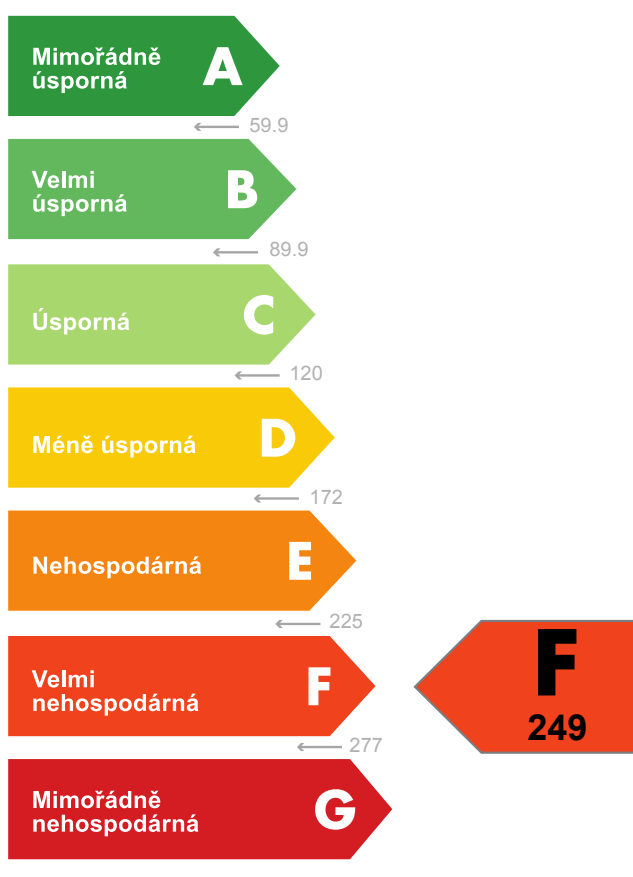 Mimořádně
úsporná
A
59.9
Velmi
úsporná
B
89.9
Úsporná
C
120
Méně úsporná
D
172
Nehospodárná
E
225
Velmi
nehospodárná
F
F
249
277
Mimořádně
nehospodárná
G